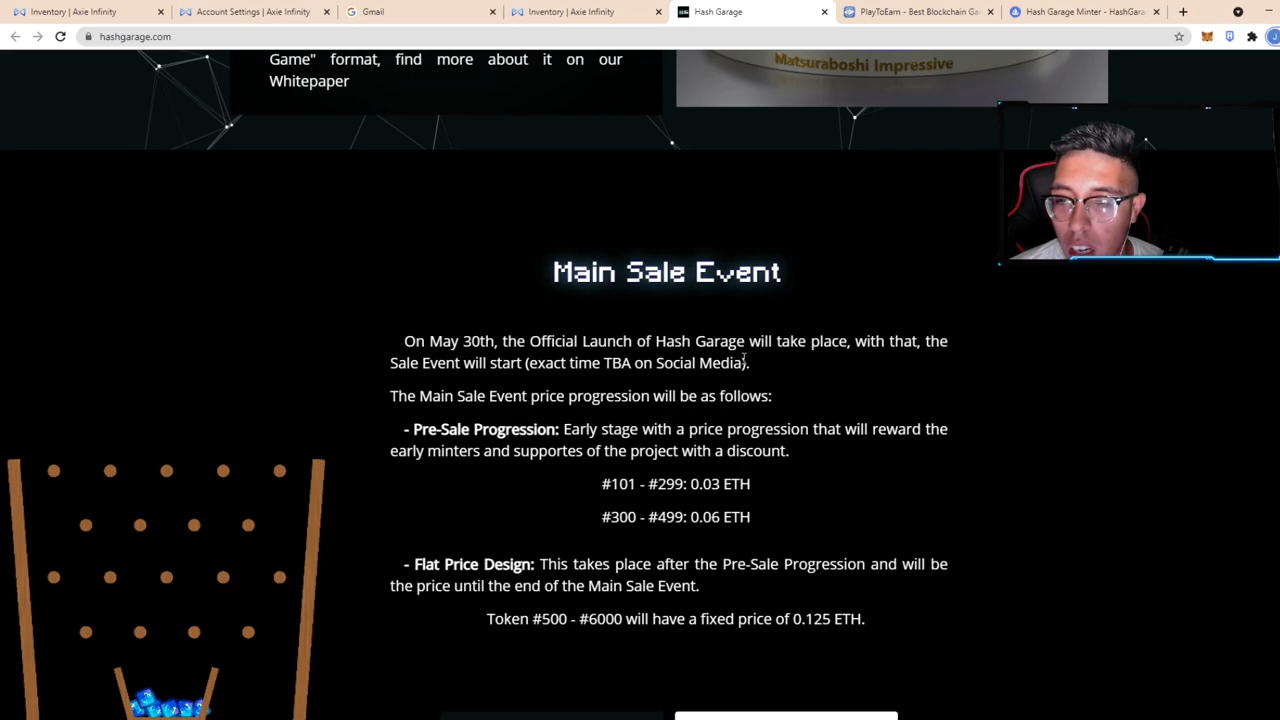 Inventory | Axie Infinity
Account Settings | Axie Infinity
Gmail
Inventory | Axie Infinity
Hash Garage
PlayToEarn - Best Blockchain Ga
Hash Garage Minter - HashGara
hashgarage.com
Game" format, find more about it on our
Whitepaper
Matsuraboshi Impressive
Main Sale Event
On May 30th, the Official Launch of Hash Garage will take place, with that, the
Sale Event will start (exact time TBA on Social Media).
The Main Sale Event price progression will be as follows:
- Pre-Sale Progression: Early stage with a price progression that will reward the
early minters and supportes of the project with a discount.
#101 - #299: 0.03 ETH
#300 - #499: 0.06 ETH
- Flat Price Design: This takes place after the Pre-Sale Progression and will be
the price until the end of the Main Sale Event.
Token #500 - #6000 will have a fixed price of 0.125 ETH.